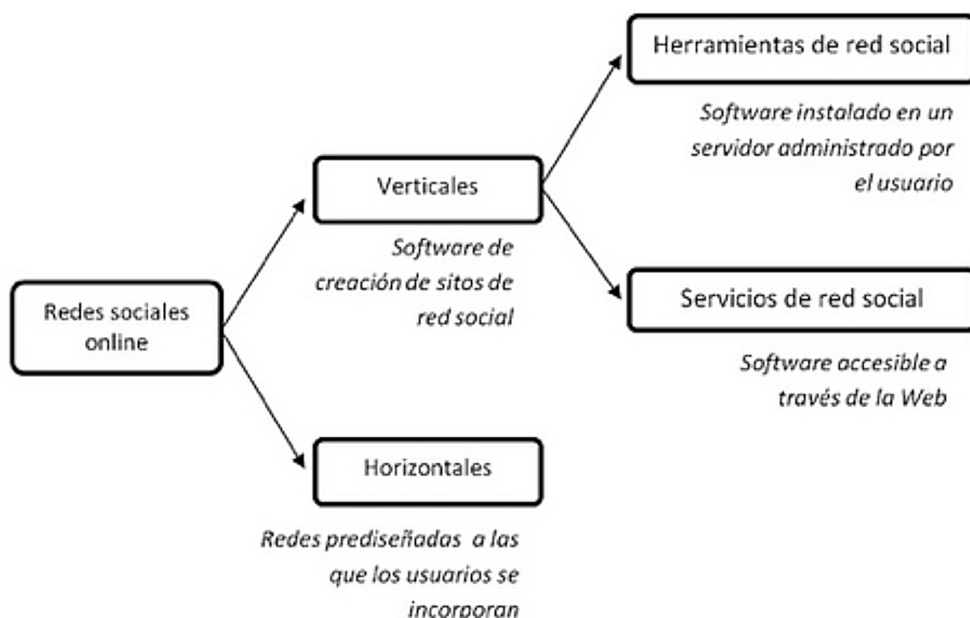 Redes sociales
online
Verticales
Software de
creación de sitos de
red social
Herramientas de red social
Software instalado en un
servidor administrado por
el usuario
Servicios de red social
Software accesible a
través de la Web
Horizontales
Redes prediseñadas a las
que los usuarios se
incorporan